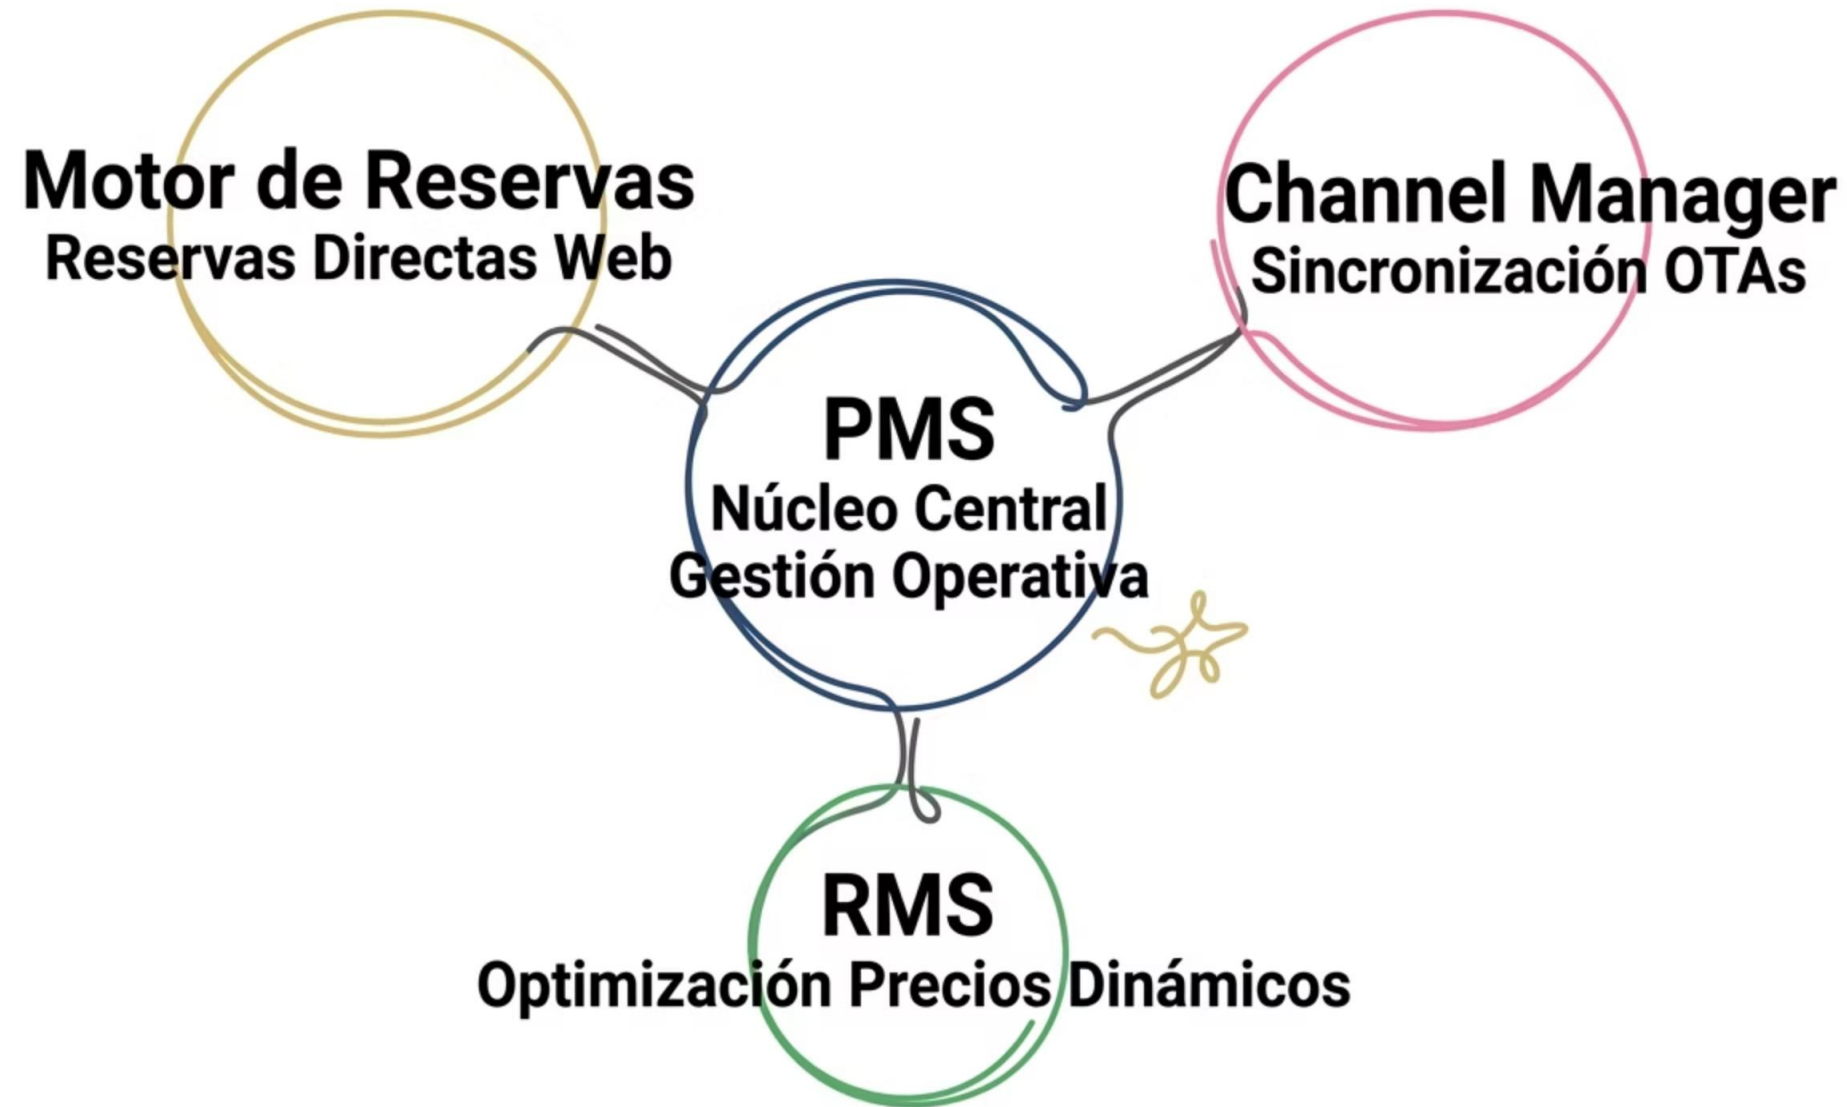 Motor de Reservas
Reservas Directas Web
Channel Manager
Sincronización OTAs
PMS
Núcleo Central
Gestión Operativa
RMS
Optimización Precios Dinámicos